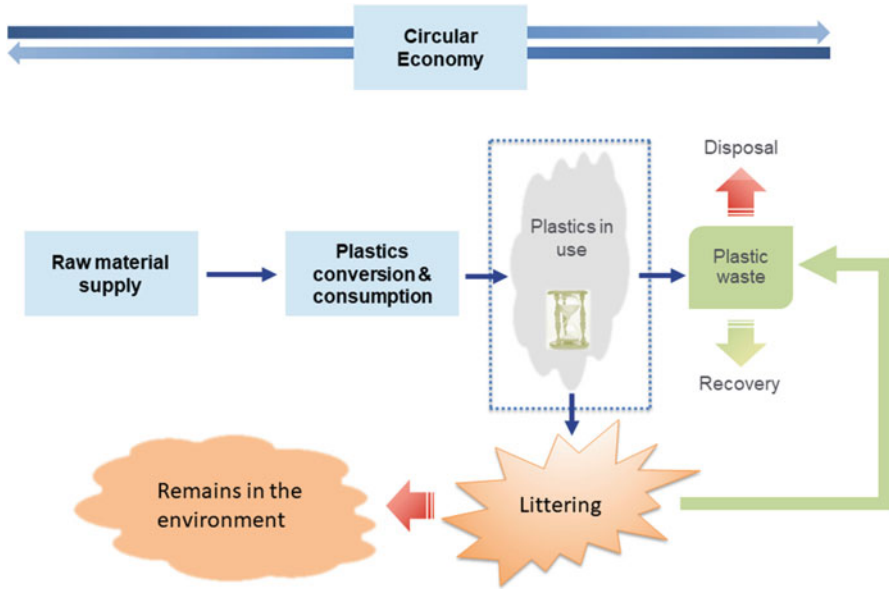 Circular
Economy
Disposal
Raw material
supply
Plastics
conversion &
consumption
Plastics in
use
Plastic
waste
Recovery
Remains in the
environment
Littering